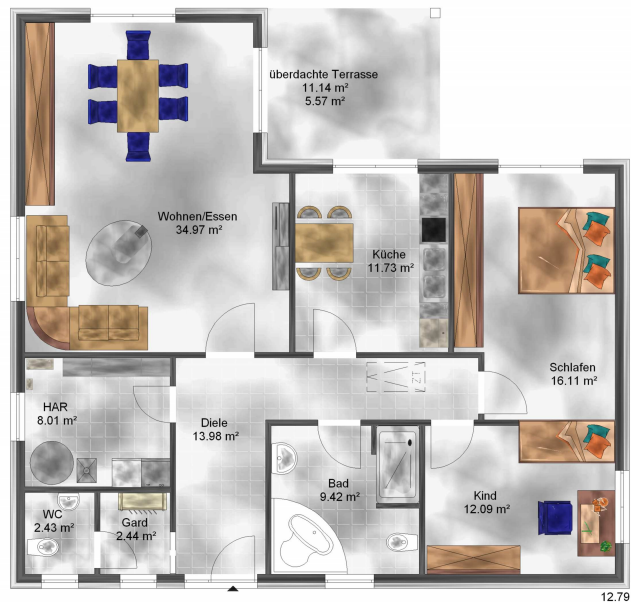 überdachte Terrasse
11.14 m²
5.57 m²
Wohnen/Essen
34.97 m²
Küche
11.73 m²
Schlafen
16.11 m²
HAR
8.01 m²
Diele
13.98 m²
Bad
9.42 m²
Kind
12.09 m²
WC
2.43 m²
Gard
2.44 m²
12.79